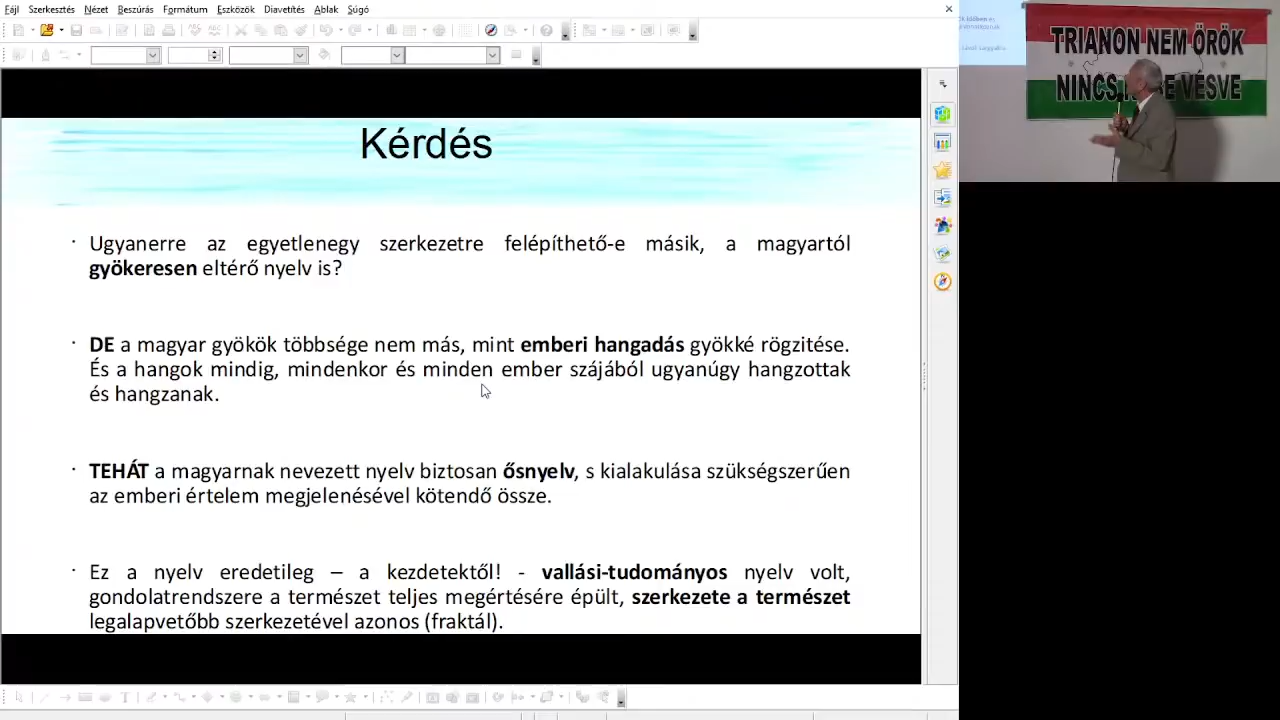 Fájl Szerkesztés Nézet Beszúrás Formátum Eszközök Diavetítés Ablak Súgó
Kérdés
Ugyanerre az egyetlenegy szerkezetre felépíthető-e másik, a magyartól
gyökeresen eltérő nyelv is?
DE a magyar gyökök többsége nem más, mint emberi hangadás gyökké rögzitése.
És a hangok mindig, mindenkor és minden ember szájából ugyanúgy hangzottak
és hangzanak.
TEHÁT a magyarnak nevezett nyelv biztosan ősnyelv, s kialakulása szükségszerűen
az emberi értelem megjelenésével kötendő össze.
Ez a nyelv eredetileg – a kezdetektől! - vallási-tudományos nyelv volt,
gondolatrendszere a természet teljes megértésére épült, szerkezete a természet
legalapvetőbb szerkezetével azonos (fraktál).
TRIANON NEM ÖRÖK
NINCS VÉSVE